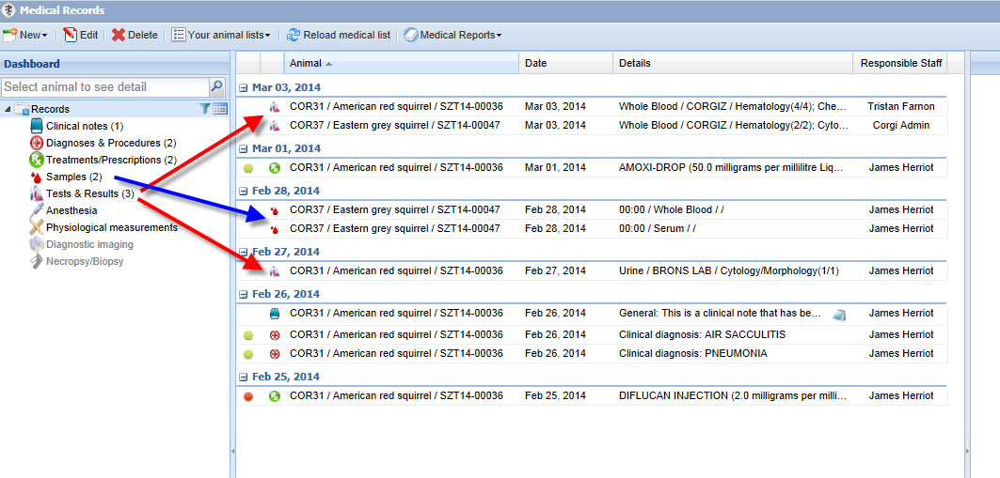 Medical Records
New Edit Delete Your animal lists Reload medical list Medical Reports
Dashboard
Select animal to see detail
Records
Clinical notes (1)
Diagnoses & Procedures (2)
Treatments/Prescriptions (2)
Samples (2)
Tests & Results (3)
Anesthesia
Physiological measurements
Diagnostic imaging
Necropsy/Biopsy
Animal Date Details Responsible Staff
Mar 03, 2014
COR31 / American red squirrel / SZT14-00036 Mar 03, 2014 Whole Blood / CORGIZ / Hematology(4/4); Che... Tristan Farnon
COR37 / Eastern grey squirrel / SZT14-00047 Mar 03, 2014 Whole Blood / CORGIZ / Hematology(2/2); Cyto... Corgi Admin
Mar 01, 2014
COR31 / American red squirrel / SZT14-00036 Mar 01, 2014 AMOXI-DROP (50.0 milligrams per millilitre Liq... James Herriot
Feb 28, 2014
COR37 / Eastern grey squirrel / SZT14-00047 Feb 28, 2014 00:00 / Whole Blood / / James Herriot
COR37 / Eastern grey squirrel / SZT14-00047 Feb 28, 2014 00:00 / Serum / / James Herriot
Feb 27, 2014
COR31 / American red squirrel / SZT14-00036 Feb 27, 2014 Urine / BRONS LAB / Cytology/Morphology(1/1) James Herriot
Feb 26, 2014
COR31 / American red squirrel / SZT14-00036 Feb 26, 2014 General: This is a clinical note that has be... James Herriot
COR31 / American red squirrel / SZT14-00036 Feb 26, 2014 Clinical diagnosis: AIR SACCULITIS James Herriot
COR31 / American red squirrel / SZT14-00036 Feb 26, 2014 Clinical diagnosis: PNEUMONIA James Herriot
Feb 25, 2014
COR31 / American red squirrel / SZT14-00036 Feb 25, 2014 DIFLUCAN INJECTION (2.0 milligrams per milli... James Herriot